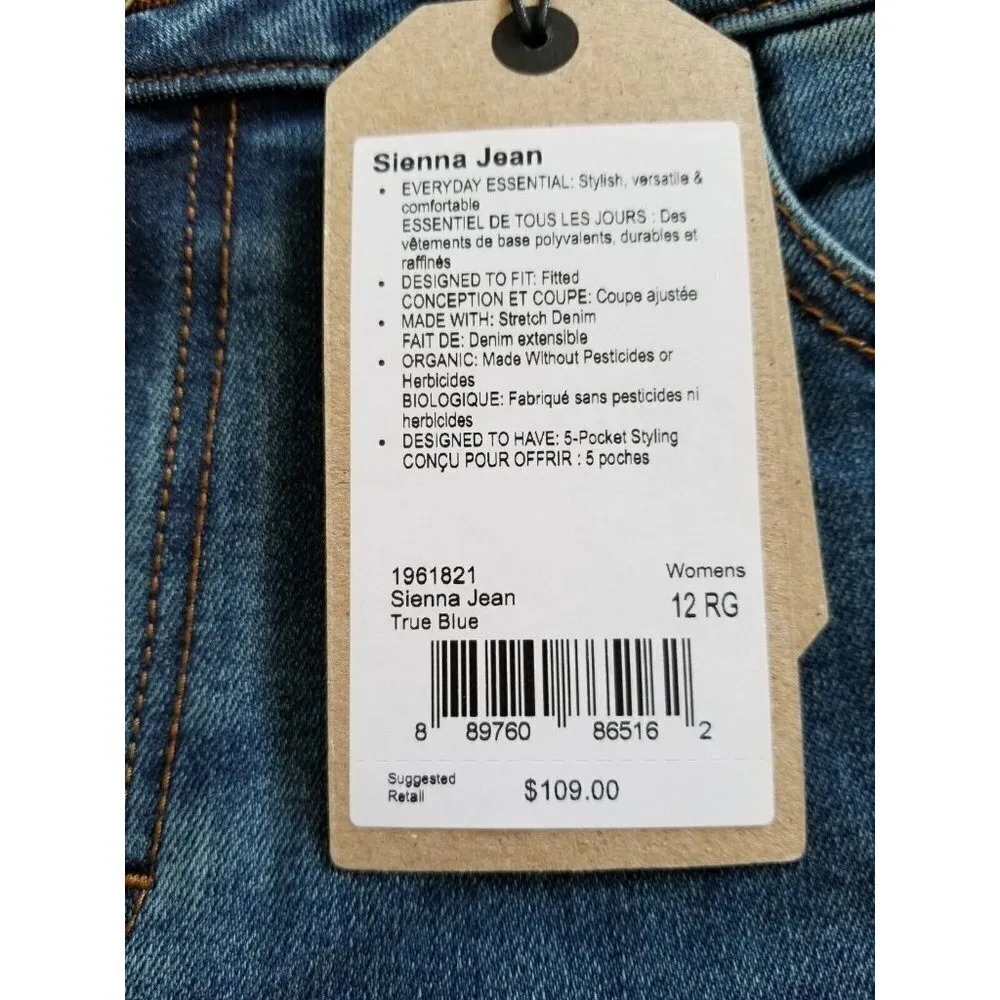 Sienna Jean
• EVERYDAY ESSENTIAL: Stylish, versatile &
comfortable
ESSENTIEL DE TOUS LES JOURS : Des
vêtements de base polyvalents, durables et
raffinés
• DESIGNED TO FIT: Fitted
CONCEPTION ET COUPE: Coupe ajustée
• MADE WITH: Stretch Denim
FAIT DE: Denim extensible
• ORGANIC: Made Without Pesticides or
Herbicides
BIOLOGIQUE: Fabriqué sans pesticides ni
herbicides
• DESIGNED TO HAVE: 5-Pocket Styling
CONÇU POUR OFFRIR : 5 poches
1961821 Womens
Sienna Jean 12 RG
True Blue
8 89760 86516 2
Suggested
Retail $109.00